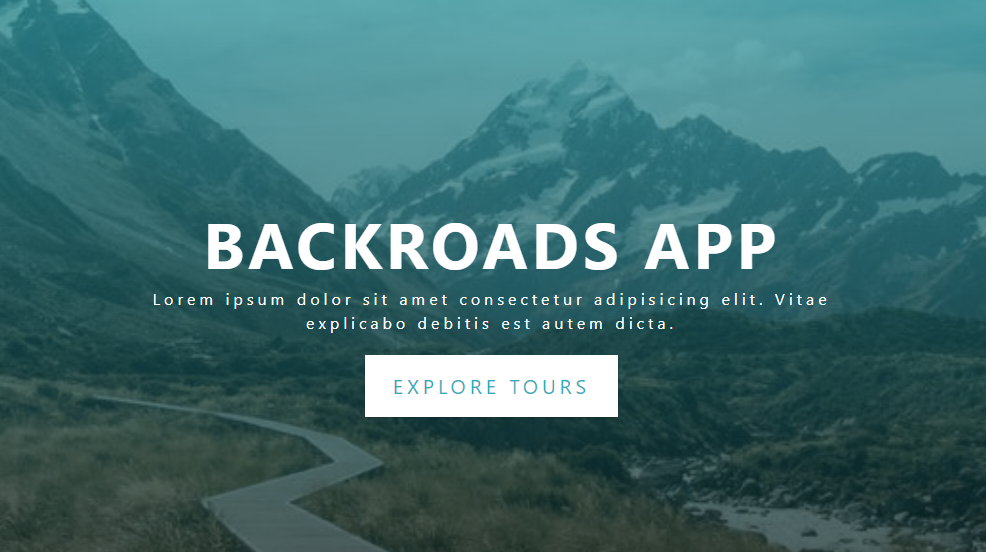 BACKROADS APP
Lorem ipsum dolor sit amet consectetur adipisicing elit. Vitae
explicabo debitis est autem dicta.
EXPLORE TOURS